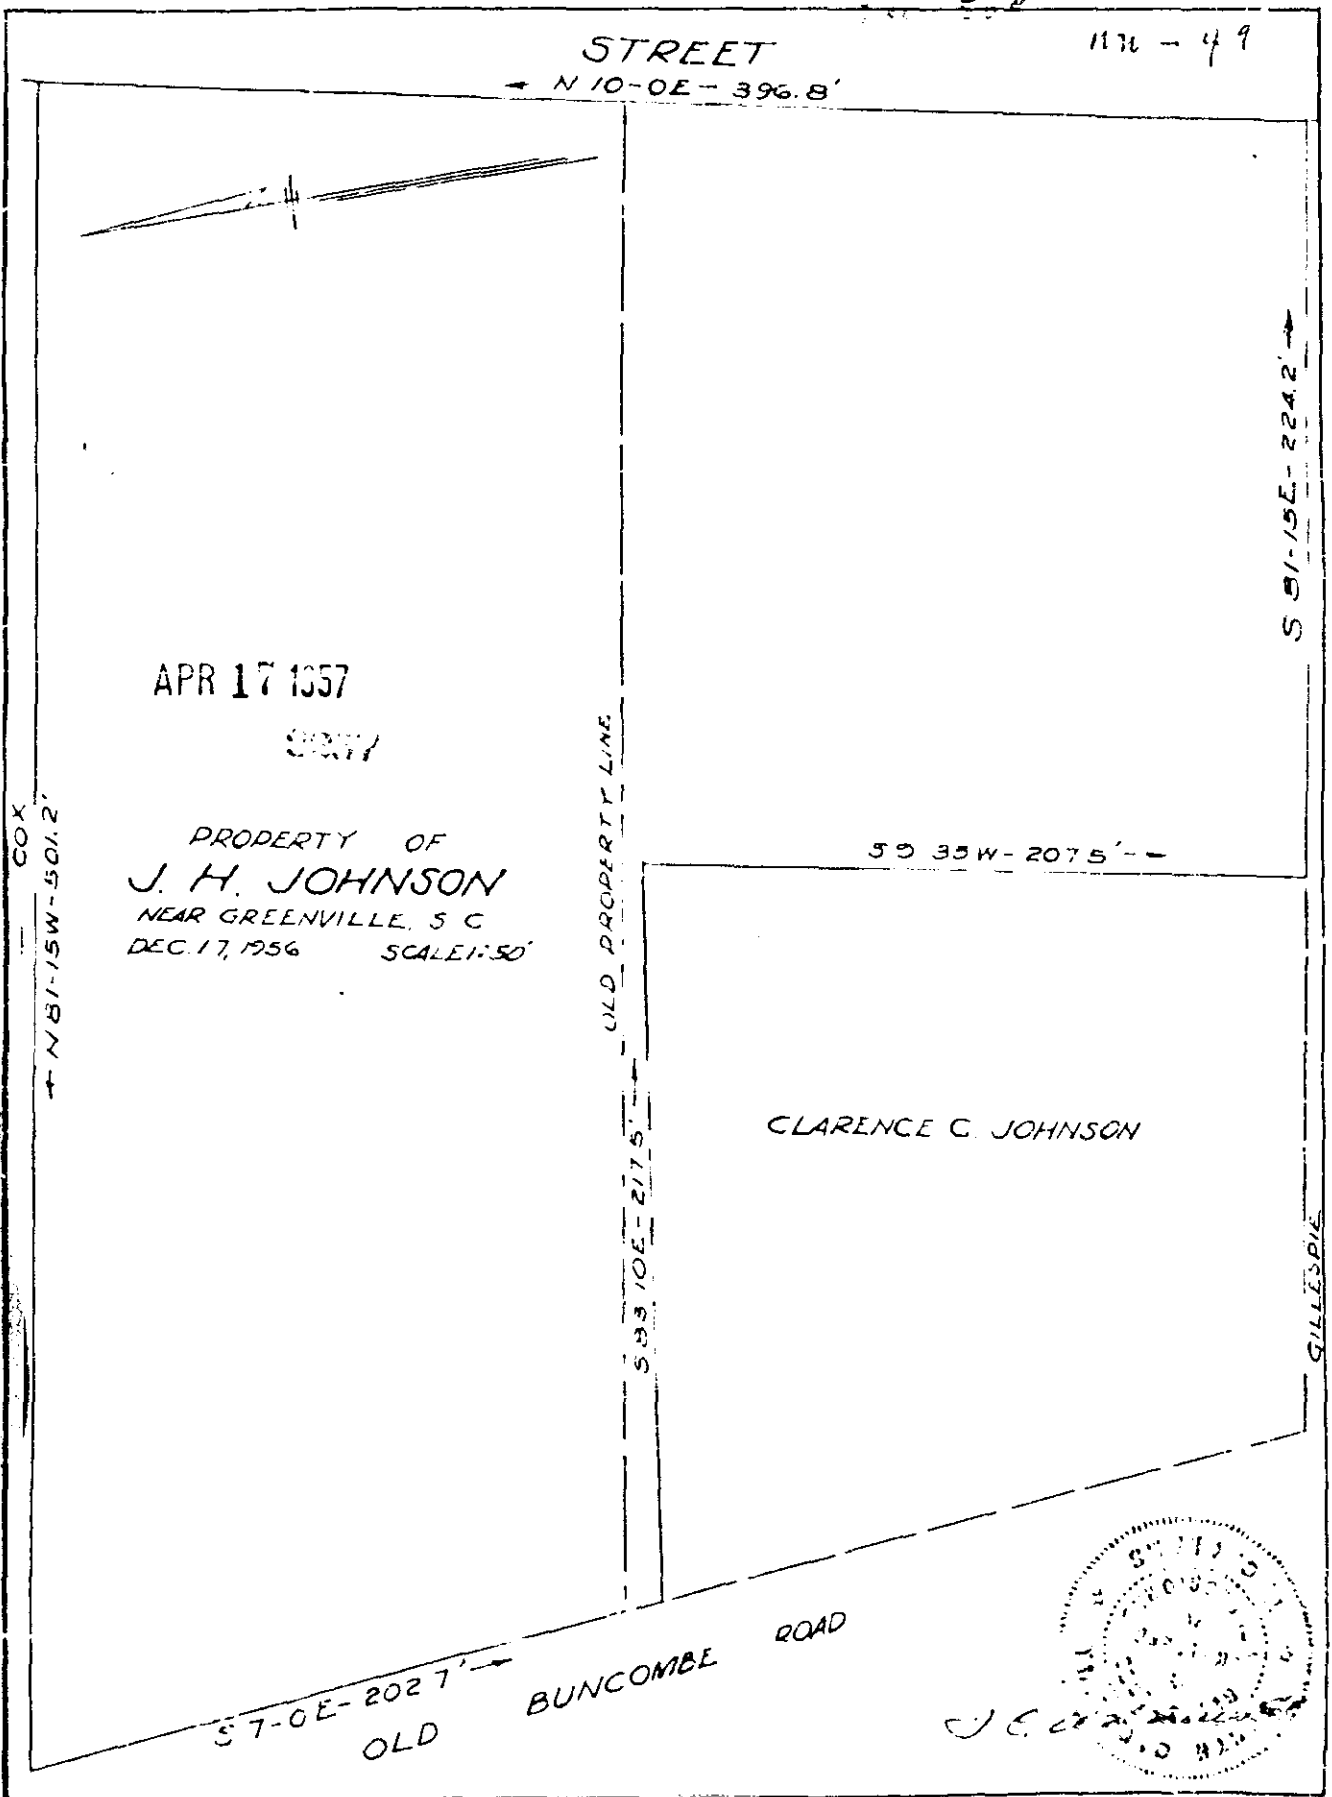 STREET
N 10-0E - 396.8'
S 81-15E - 224.2'
APR 17 1957
COX
N81-15W - 501.2'
OLD PROPERTY LINE
PROPERTY OF
J. H. JOHNSON
NEAR GREENVILLE, S C
DEC. 17, 1956 SCALE 1:50'
S 9 35W - 207 5'
S 83 10E - 217 5'
CLARENCE C. JOHNSON
GILLESPIE
S 7-0E - 202 7'
OLD BUNCOMBE ROAD